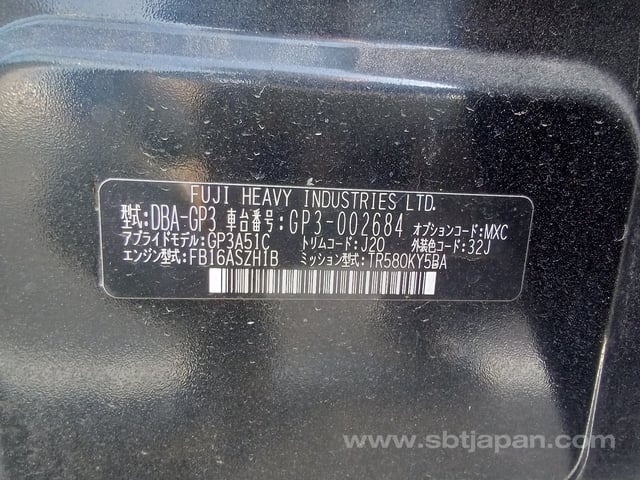 FUJI HEAVY INDUSTRIES LTD.
型式:DBA-GP3 車台番号:GP3-002684 オプションコード:MXC
アプライドモデル:GP3A51C トリムコード:J20 外装色コード:32J
エンジン型式:FB16ASZH1B ミッション型式:TR580KY5BA
www.sbtjapan.com